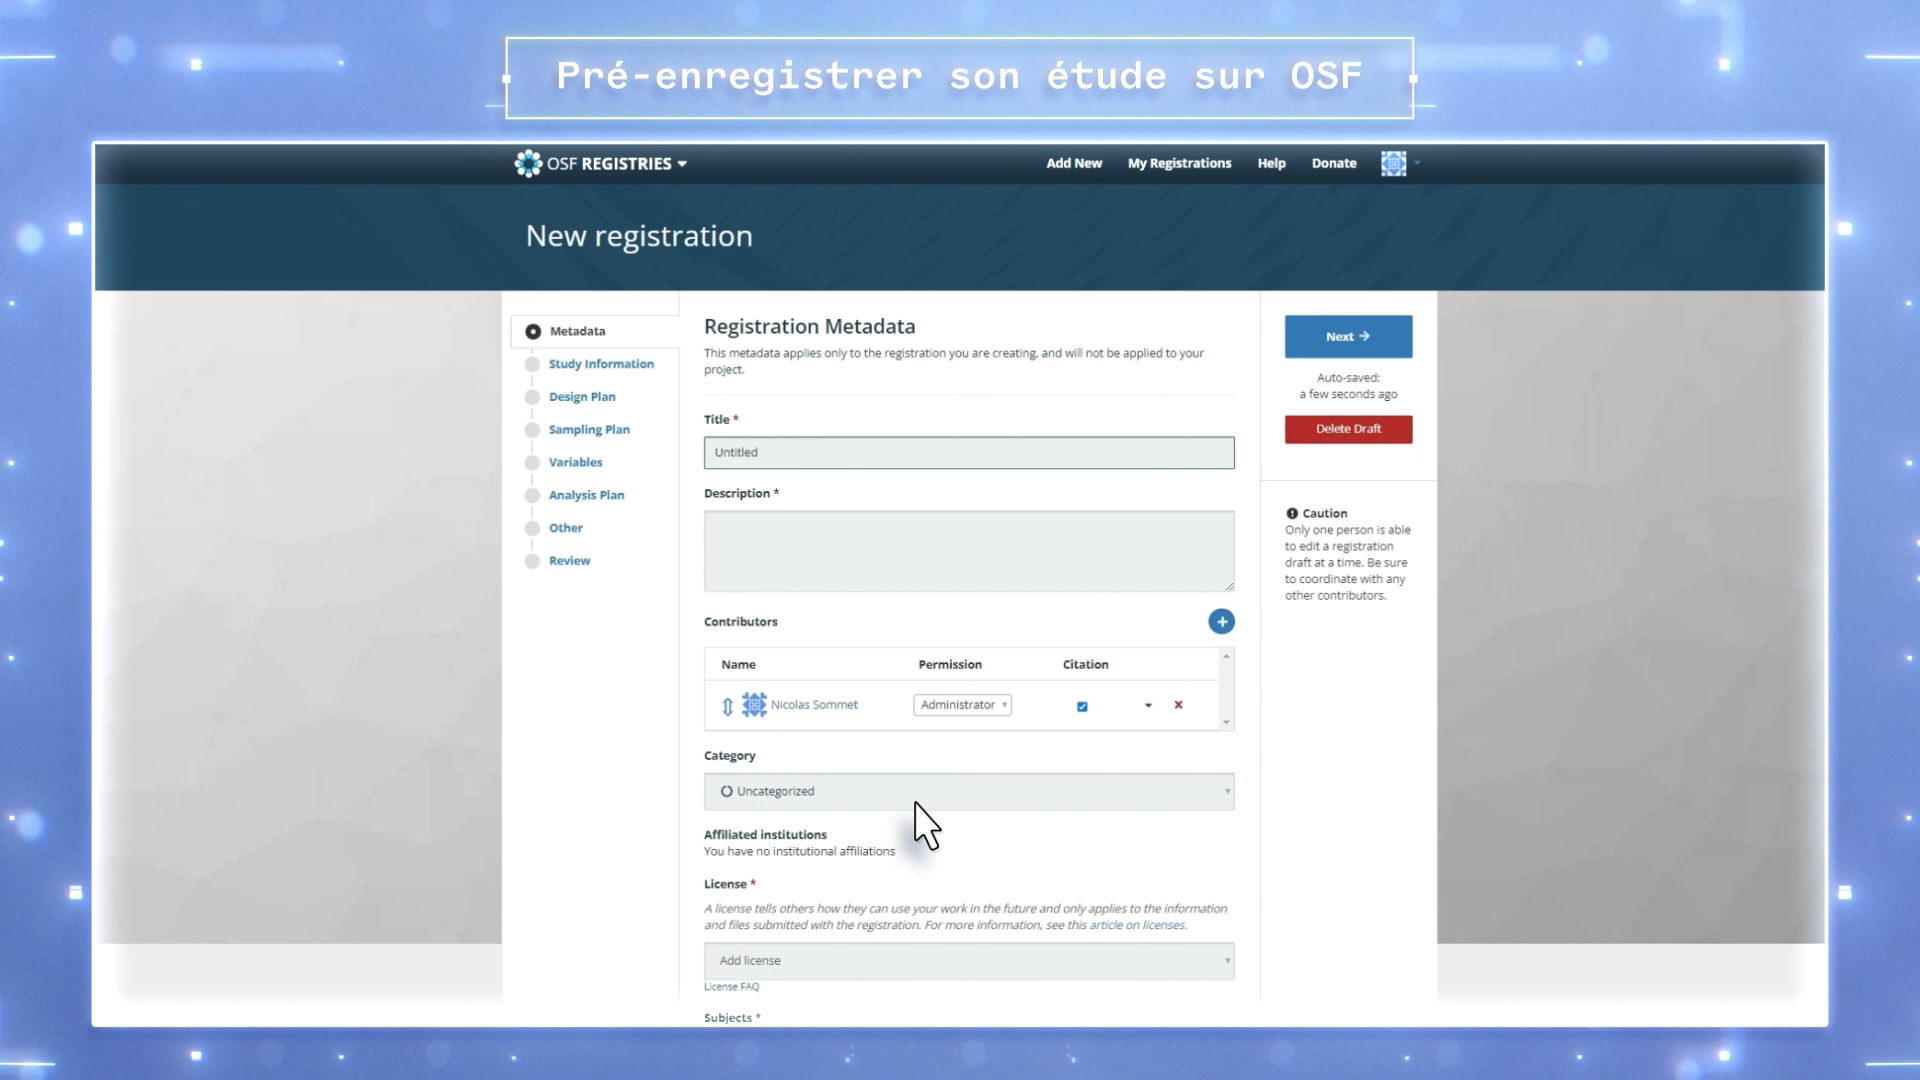 Pré-enregistrer son étude sur OSF
OSF REGISTRIES
Add New
My Registrations
Help
Donate
New registration
Metadata
Study Information
Design Plan
Sampling Plan
Variables
Analysis Plan
Other
Review
Registration Metadata
This metadata applies only to the registration you are creating, and will not be applied to your
project.
Title *
Untitled
Description *
Contributors
Name Permission Citation
Nicolas Sommet Administrator
Category
Uncategorized
Affiliated institutions
You have no institutional affiliations
License *
A license tells others how they can use your work in the future and only applies to the information
and files submitted with the registration. For more information, see this article on licenses.
Add license
License FAQ
Subjects *
Next
Auto-saved:
a few seconds ago
Delete Draft
Caution
Only one person is able
to edit a registration
draft at a time. Be sure
to coordinate with any
other contributors.